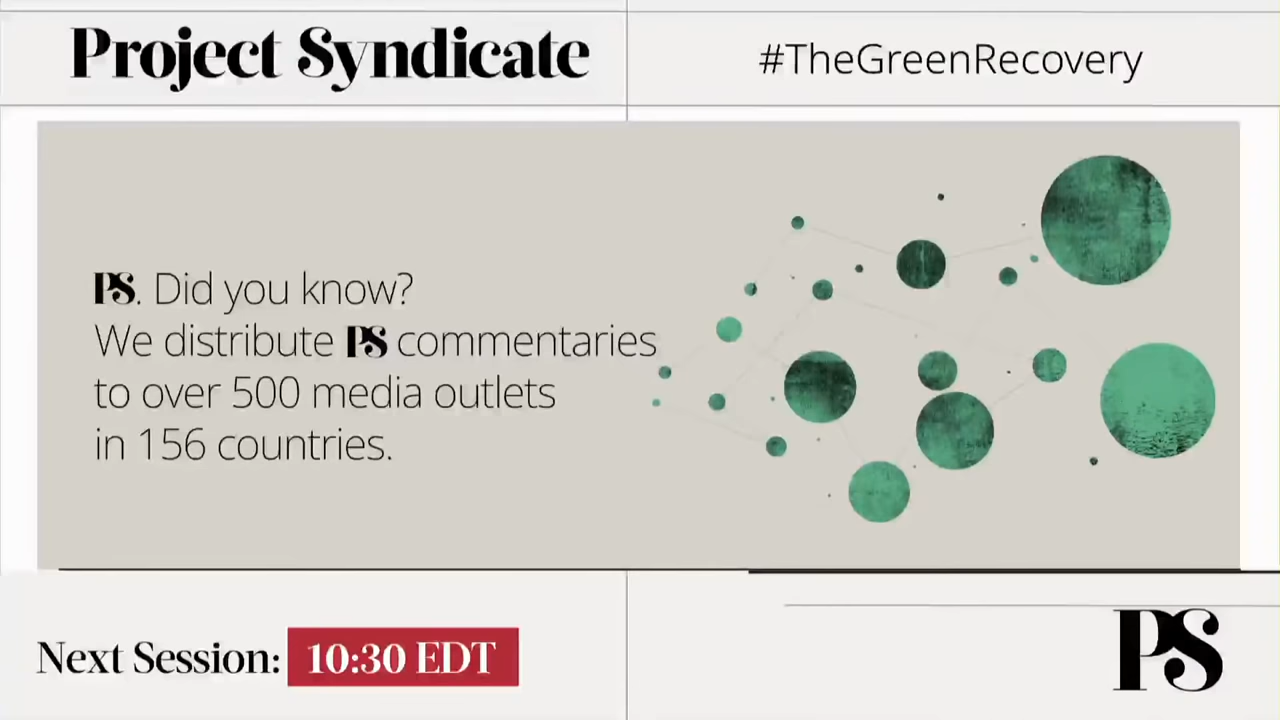 Project Syndicate
#TheGreenRecovery
PS. Did you know?
We distribute PS commentaries
to over 500 media outlets
in 156 countries.
Next Session: 10:30 EDT
PS